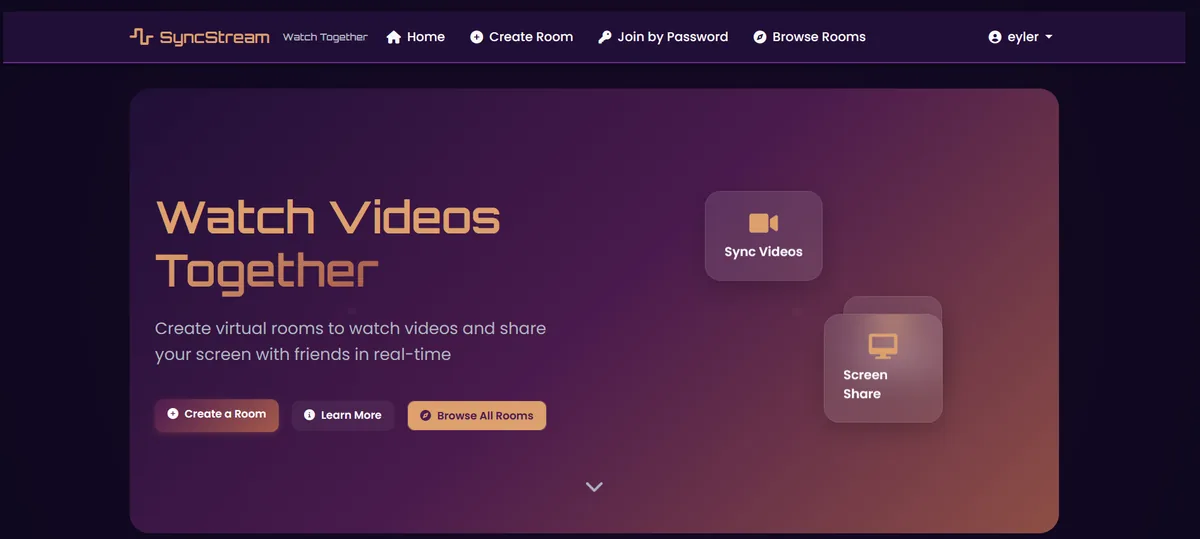 SyncStream Watch Together Home Create Room Join by Password Browse Rooms eyler
Watch Videos
Together
Create virtual rooms to watch videos and share
your screen with friends in real-time
Create a Room Learn More Browse All Rooms
Sync Videos
Screen
Share